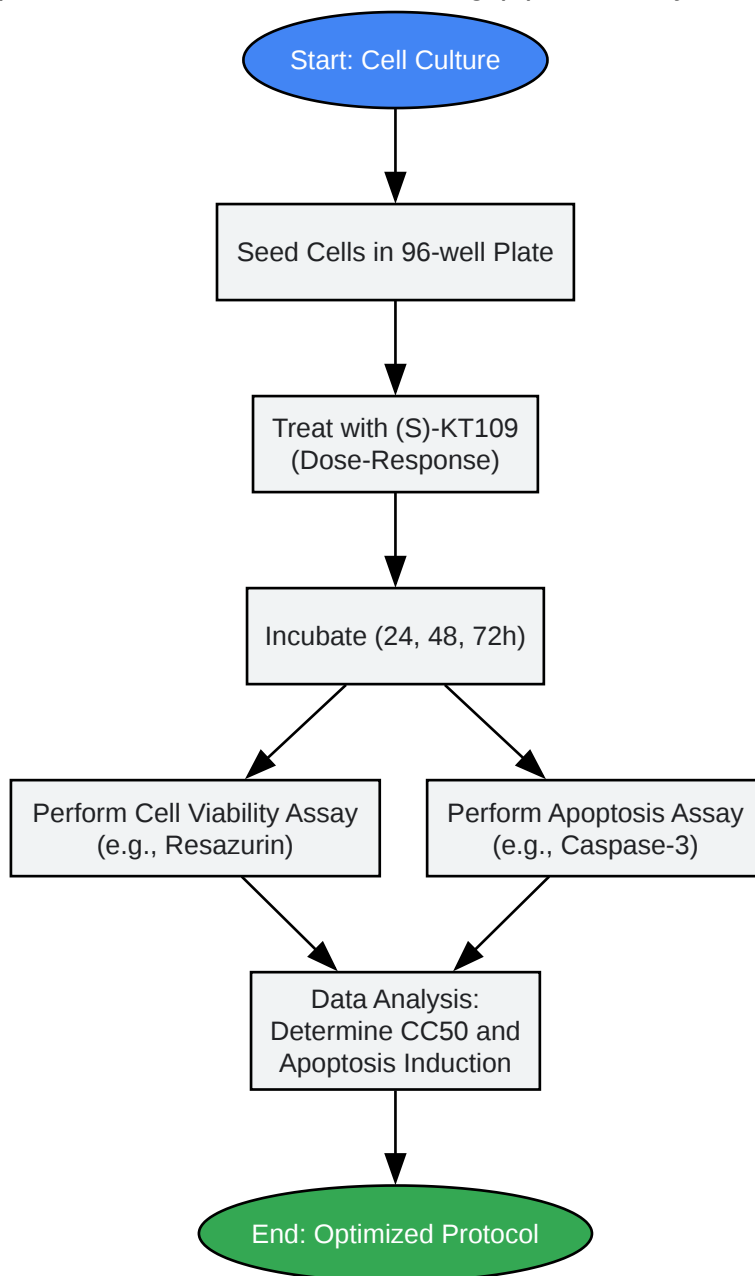 Start: Cell Culture
Seed Cells in 96-well Plate
Treat with (S)-KT109
(Dose-Response)
Incubate (24, 48, 72h)
Perform Cell Viability Assay
(e.g., Resazurin)
Perform Apoptosis Assay
(e.g., Caspase-3)
Data Analysis:
Determine CC50 and
Apoptosis Induction
End: Optimized Protocol